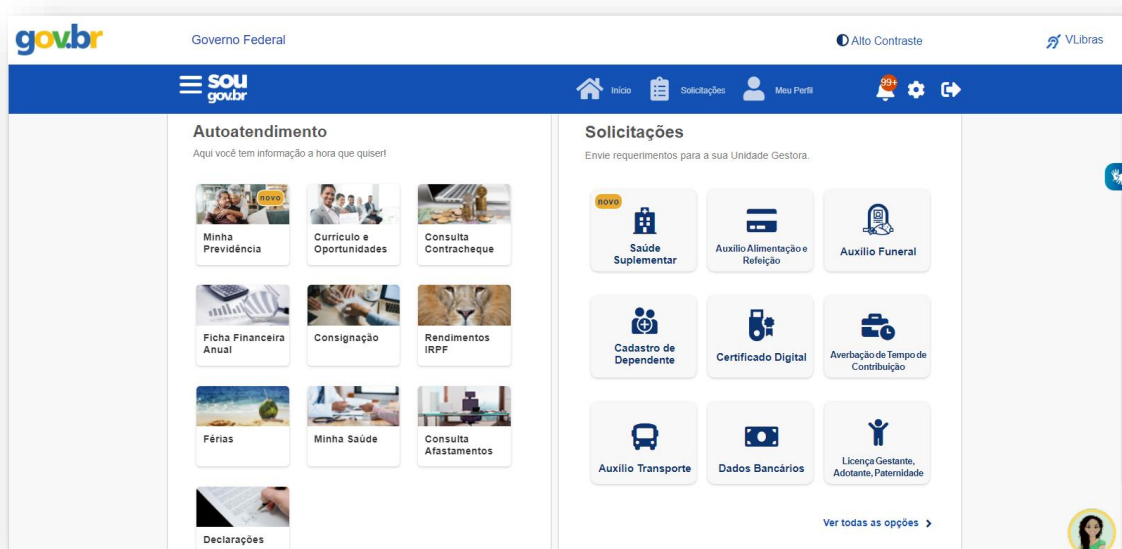 gov.br
Governo Federal
Alto Contraste
VLibras
sou
gov.br
Início
Solicitações
Meu Perfil
99+
Autoatendimento
Aqui você tem informação a hora que quiser!
novo
Minha
Previdência
Currículo e
Oportunidades
Consulta
Contracheque
Ficha Financeira
Anual
Consignação
Rendimentos
IRPF
Férias
Minha Saúde
Consulta
Afastamentos
Declarações
Solicitações
Envie requerimentos para a sua Unidade Gestora.
novo
Saúde
Suplementar
Auxílio Alimentação e
Refeição
Auxílio Funeral
Cadastro de
Dependente
Certificado Digital
Averbação de Tempo de
Contribuição
Auxílio Transporte
Dados Bancários
Licença Gestante,
Adotante, Paternidade
Ver todas as opções